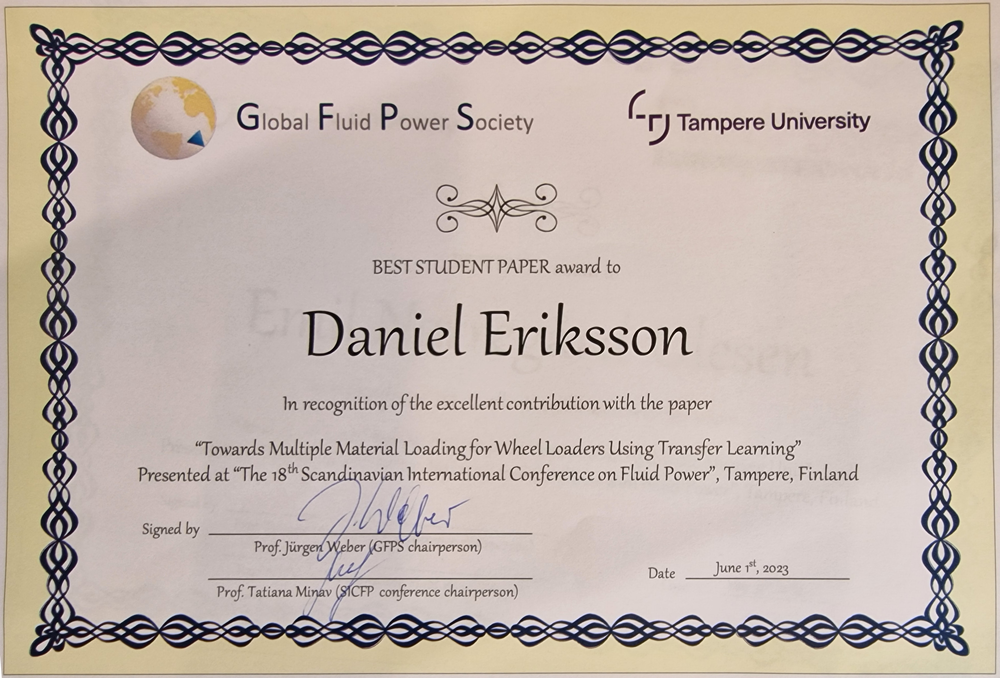 Global Fluid Power Society
Tampere University
BEST STUDENT PAPER award to
Daniel Eriksson
In recognition of the excellent contribution with the paper
“Towards Multiple Material Loading for Wheel Loaders Using Transfer Learning”
Presented at “The 18th Scandinavian International Conference on Fluid Power”, Tampere, Finland
Signed by
J. Weber
Prof. Jürgen Weber (GFPS chairperson)
Prof. Tatiana Minav (SICFP conference chairperson)
Date June 1st, 2023